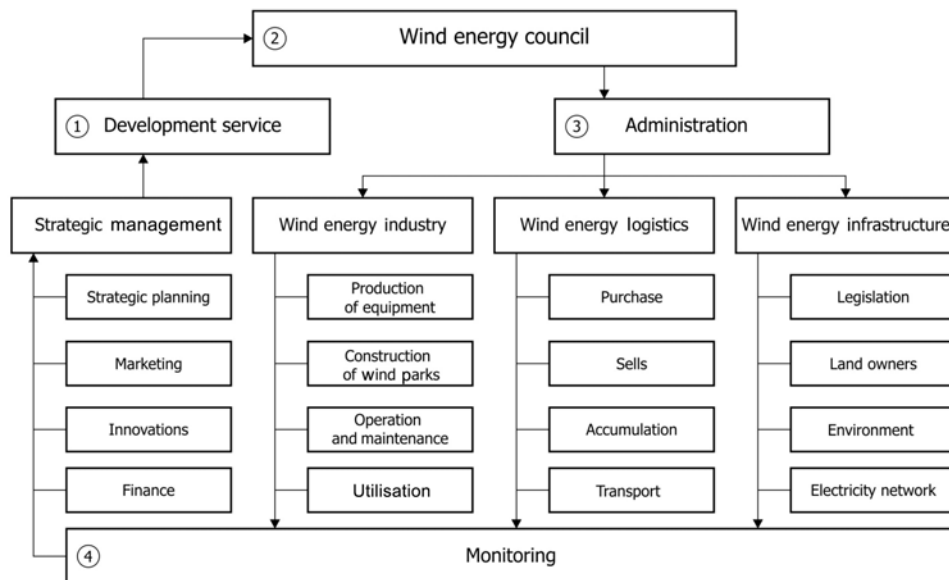 ② Wind energy council
① Development service
③ Administration
Strategic management
Wind energy industry
Wind energy logistics
Wind energy infrastructure
Strategic planning
Production
of equipment
Purchase
Legislation
Marketing
Construction
of wind parks
Sells
Land owners
Innovations
Operation
and maintenance
Accumulation
Environment
Finance
Utilisation
Transport
Electricity network
④ Monitoring